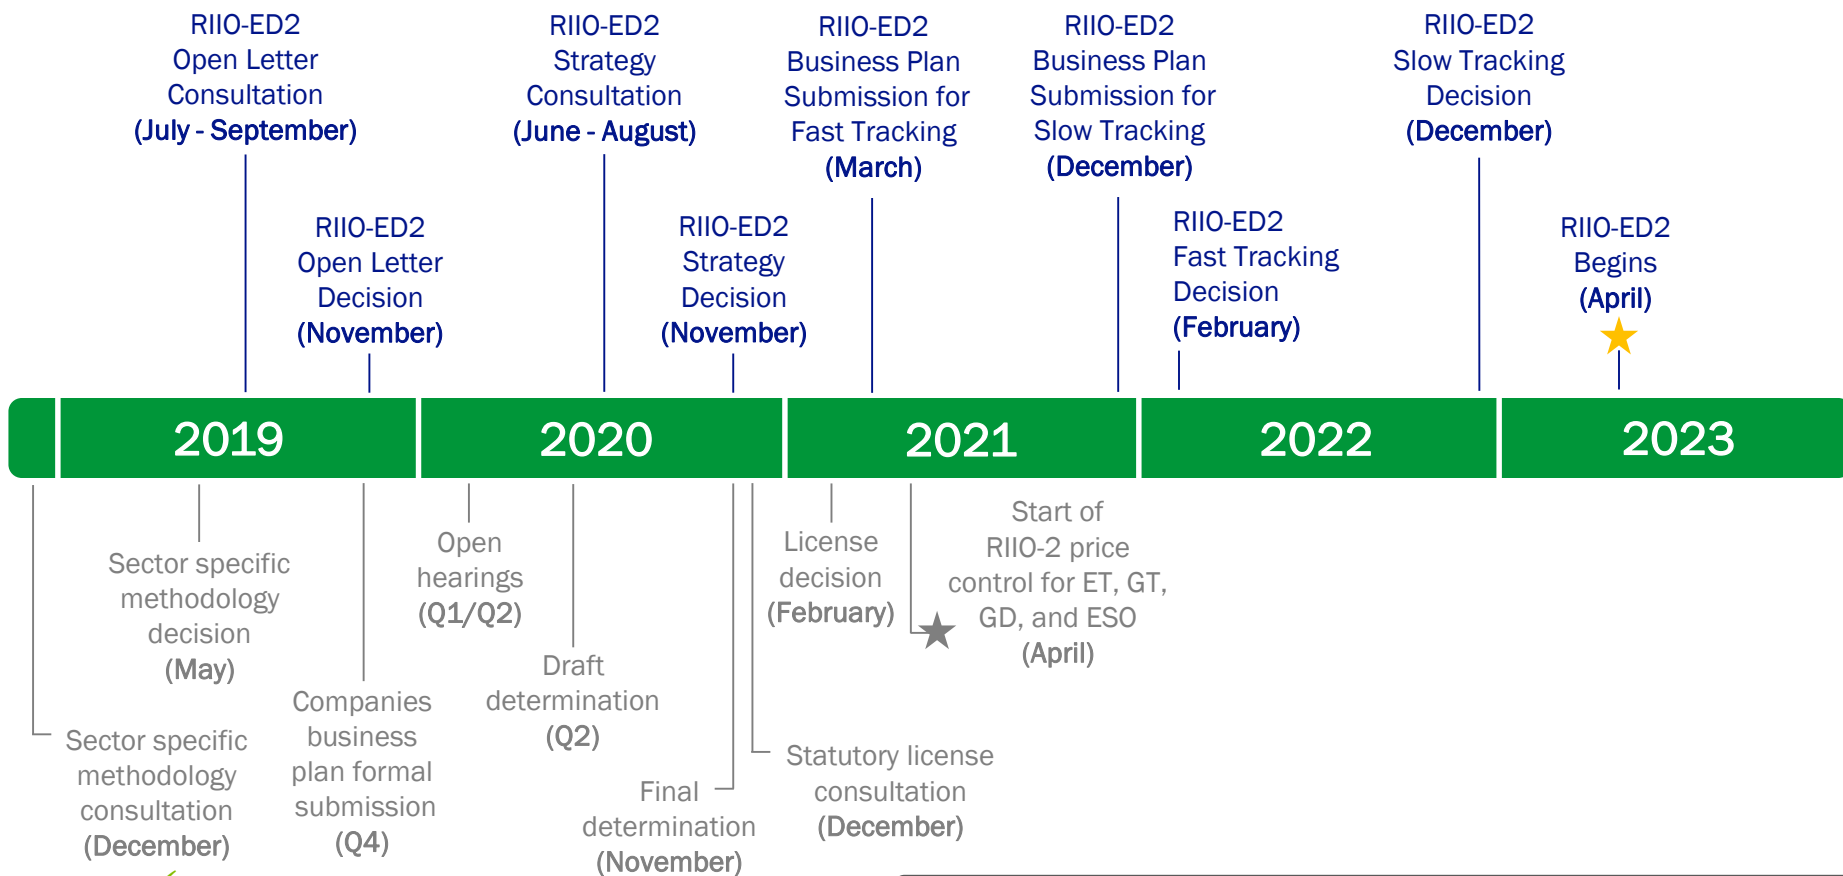 RIIO-ED2
Open Letter
Consultation
(July - September)
RIIO-ED2
Strategy
Consultation
(June - August)
RIIO-ED2
Business Plan
Submission for
Fast Tracking
(March)
RIIO-ED2
Business Plan
Submission for
Slow Tracking
(December)
RIIO-ED2
Slow Tracking
Decision
(December)
RIIO-ED2
Open Letter
Decision
(November)
RIIO-ED2
Strategy
Decision
(November)
RIIO-ED2
Fast Tracking
Decision
(February)
RIIO-ED2
Begins
(April)
2019
2020
2021
2022
2023
Sector specific
methodology
consultation
(December)
Sector specific
methodology
decision
(May)
Companies
business
plan formal
submission
(Q4)
Open
hearings
(Q1/Q2)
Draft
determination
(Q2)
Final
determination
(November)
Statutory license
consultation
(December)
License
decision
(February)
Start of
RIIO-2 price
control for ET, GT,
GD, and ESO
(April)